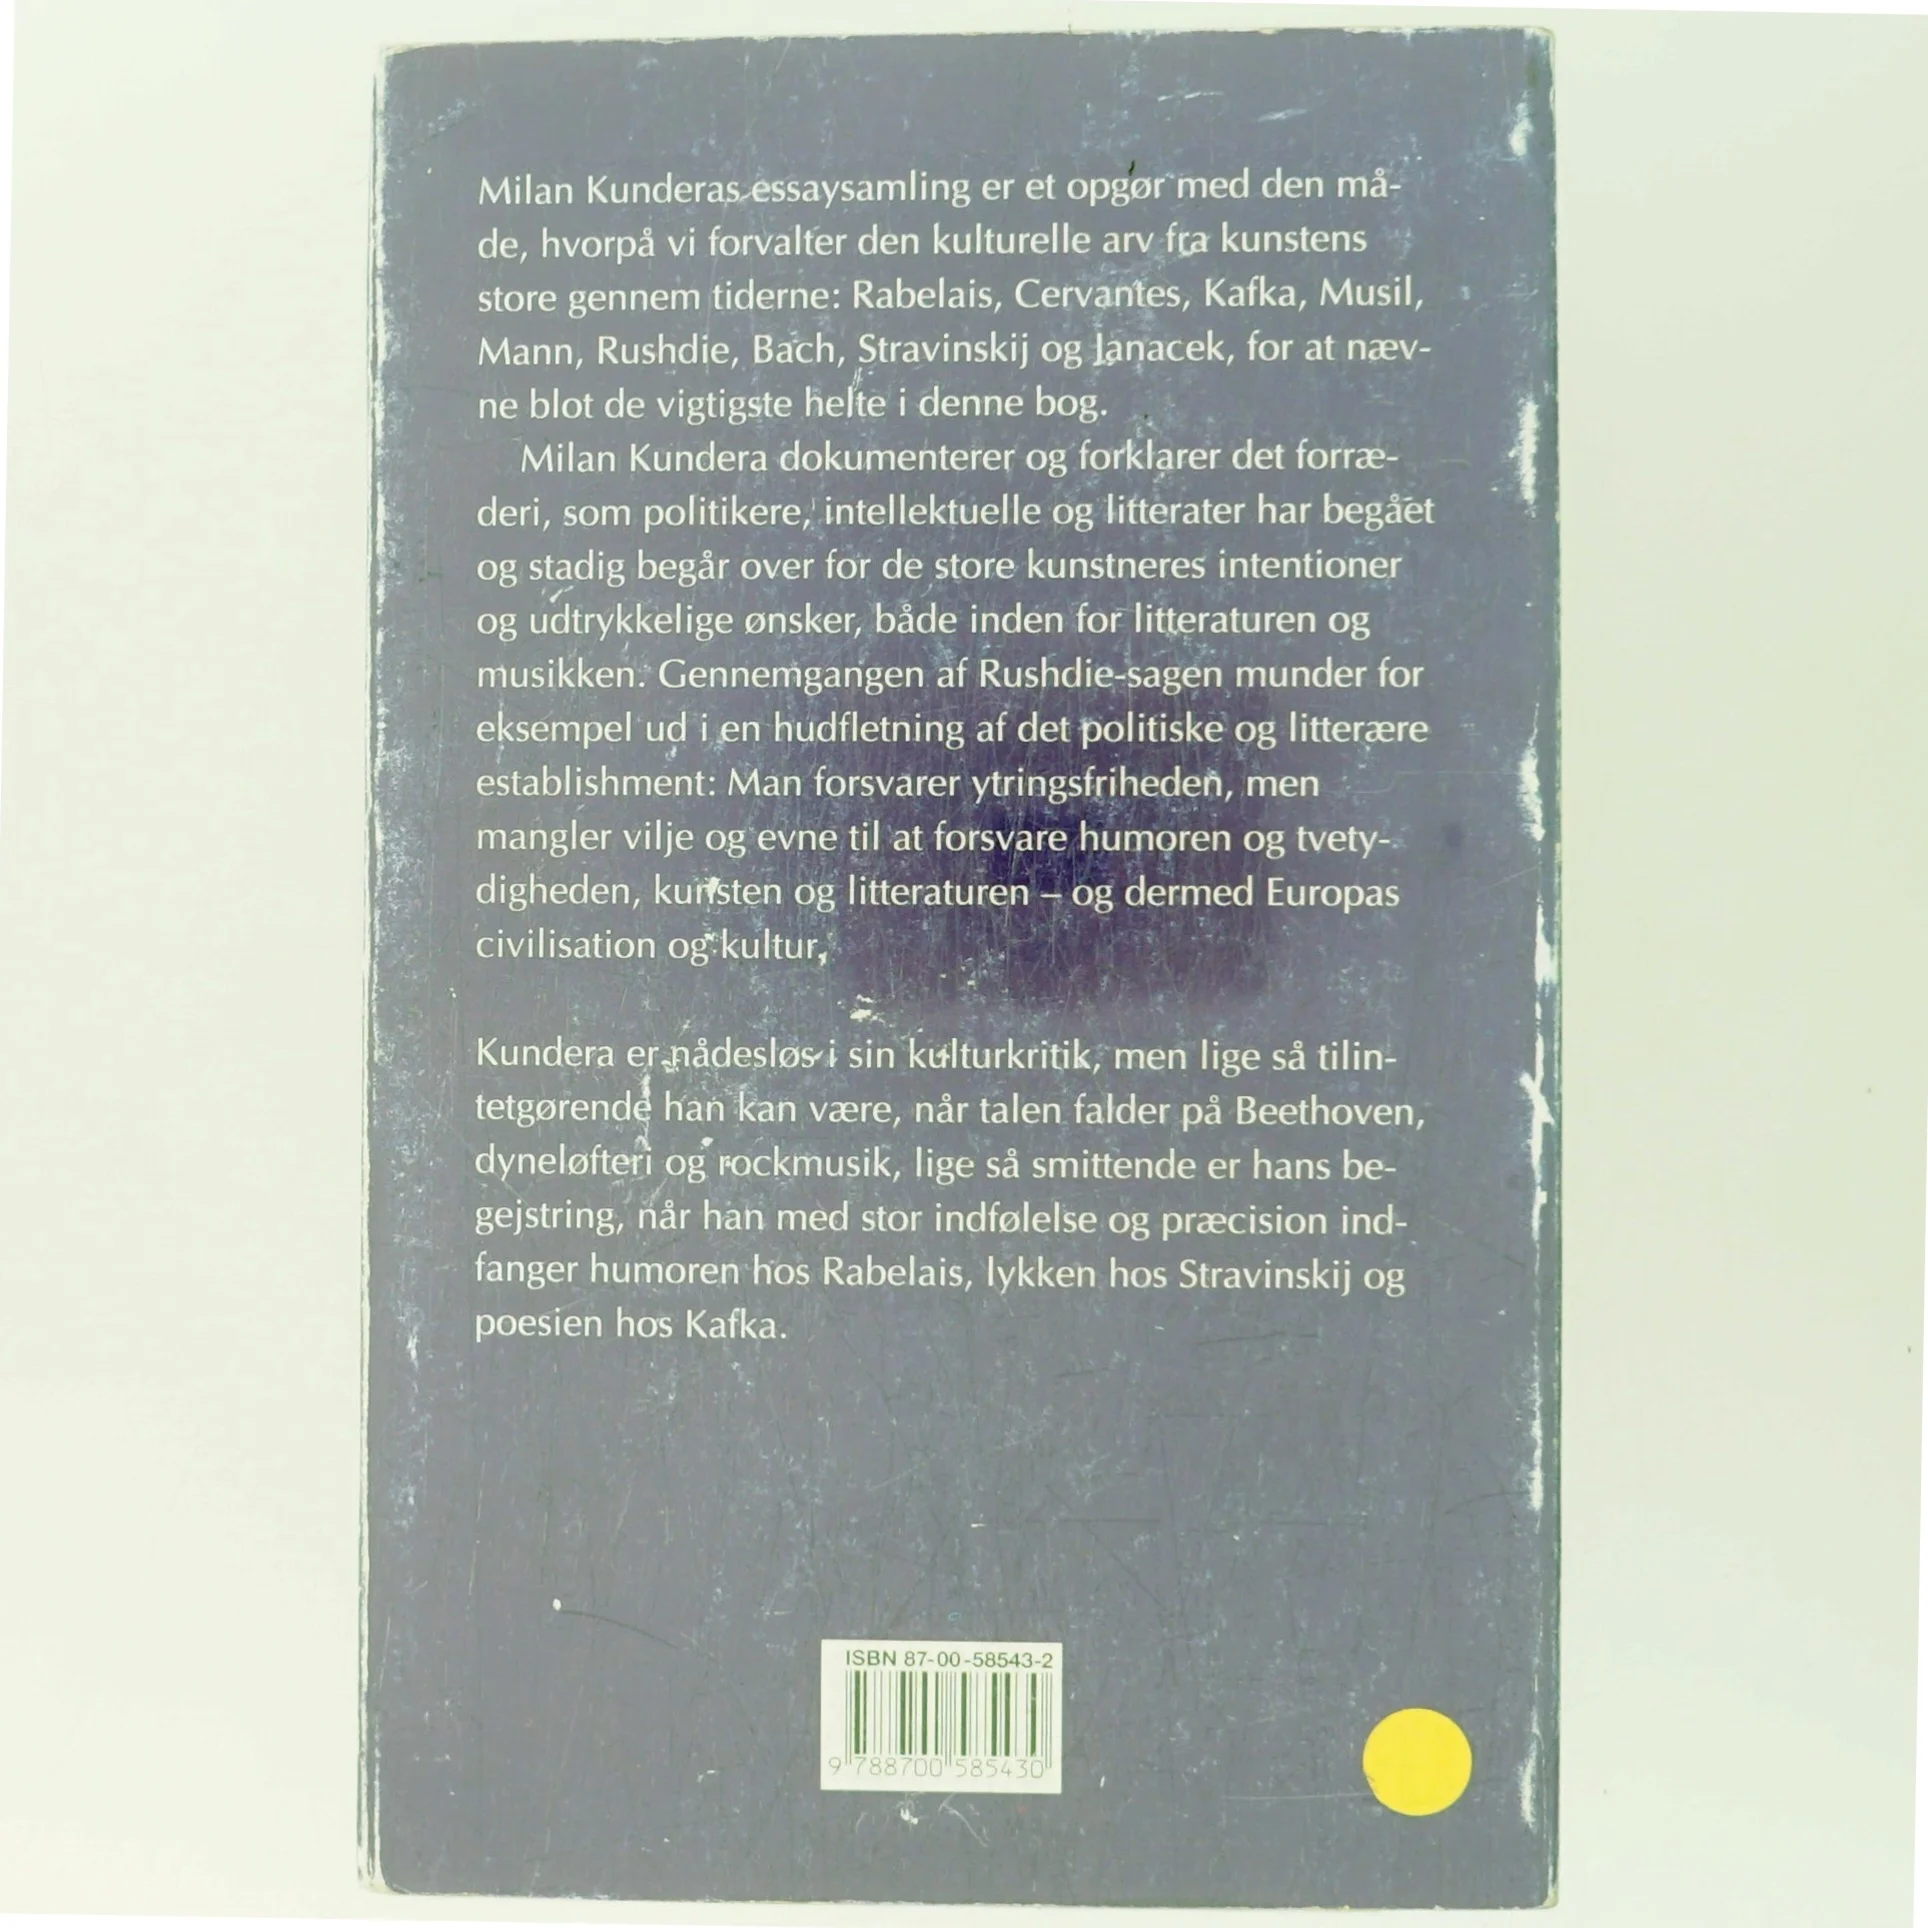 Milan Kunderas essaysamling er et opgør med den må-
de, hvorpå vi forvalter den kulturelle arv fra kunstens
store gennem tiderne: Rabelais, Cervantes, Kafka, Musil,
Mann, Rushdie, Bach, Stravinskij og Janacek, for at næv-
ne blot de vigtigste helte i denne bog.
Milan Kundera dokumenterer og forklarer det forræ-
deri, som politikere, intellektuelle og litterater har begået
og stadig begår over for de store kunstneres intentioner
og udtrykkelige ønsker, både inden for litteraturen og
musikken. Gennemgangen af Rushdie-sagen munder for
eksempel ud i en hudfletning af det politiske og litterære
establishment: Man forsvarer ytringsfriheden, men
mangler vilje og evne til at forsvare humoren og tvety-
digheden, kunsten og litteraturen – og dermed Europas
civilisation og kultur.
Kundera er nådesløs i sin kulturkritik, men lige så tilin-
tetgørende han kan være, når talen falder på Beethoven,
dyneløfteri og rockmusik, lige så smittende er hans be-
gejstring, når han med stor indfølelse og præcision ind-
fanger humoren hos Rabelais, lykken hos Stravinskij og
poesien hos Kafka.
ISBN 87-00-58543-2
9 788700 585430